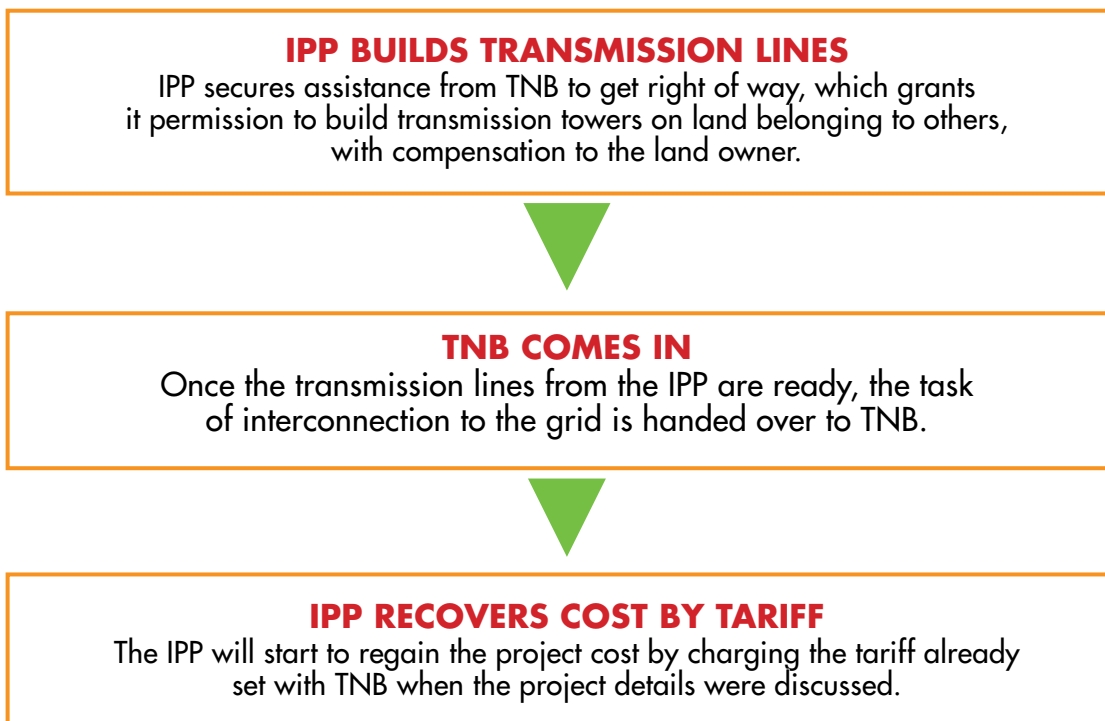 IPP BUILDS TRANSMISSION LINES
IPP secures assistance from TNB to get right of way, which grants
it permission to build transmission towers on land belonging to others,
with compensation to the land owner.
TNB COMES IN
Once the transmission lines from the IPP are ready, the task
of interconnection to the grid is handed over to TNB.
IPP RECOVERS COST BY TARIFF
The IPP will start to regain the project cost by charging the tariff already
set with TNB when the project details were discussed.